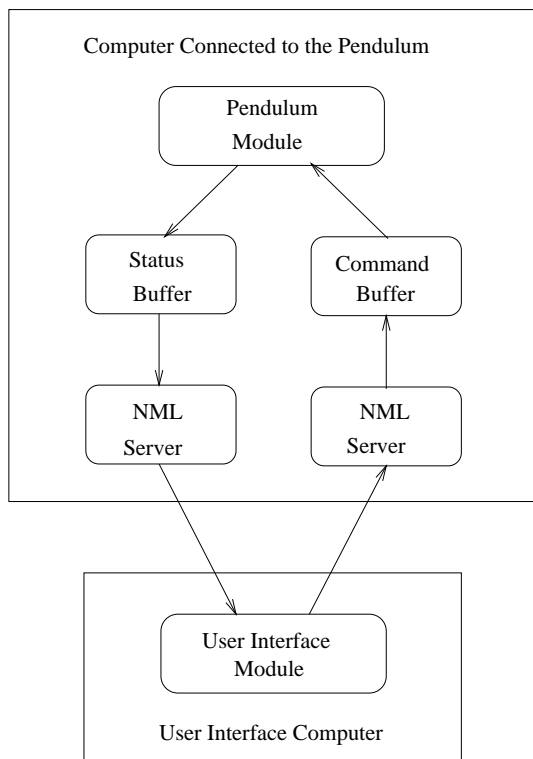 Computer Connected to the Pendulum
Pendulum
Module
Status
Buffer
Command
Buffer
NML
Server
NML
Server
User Interface
Module
User Interface Computer